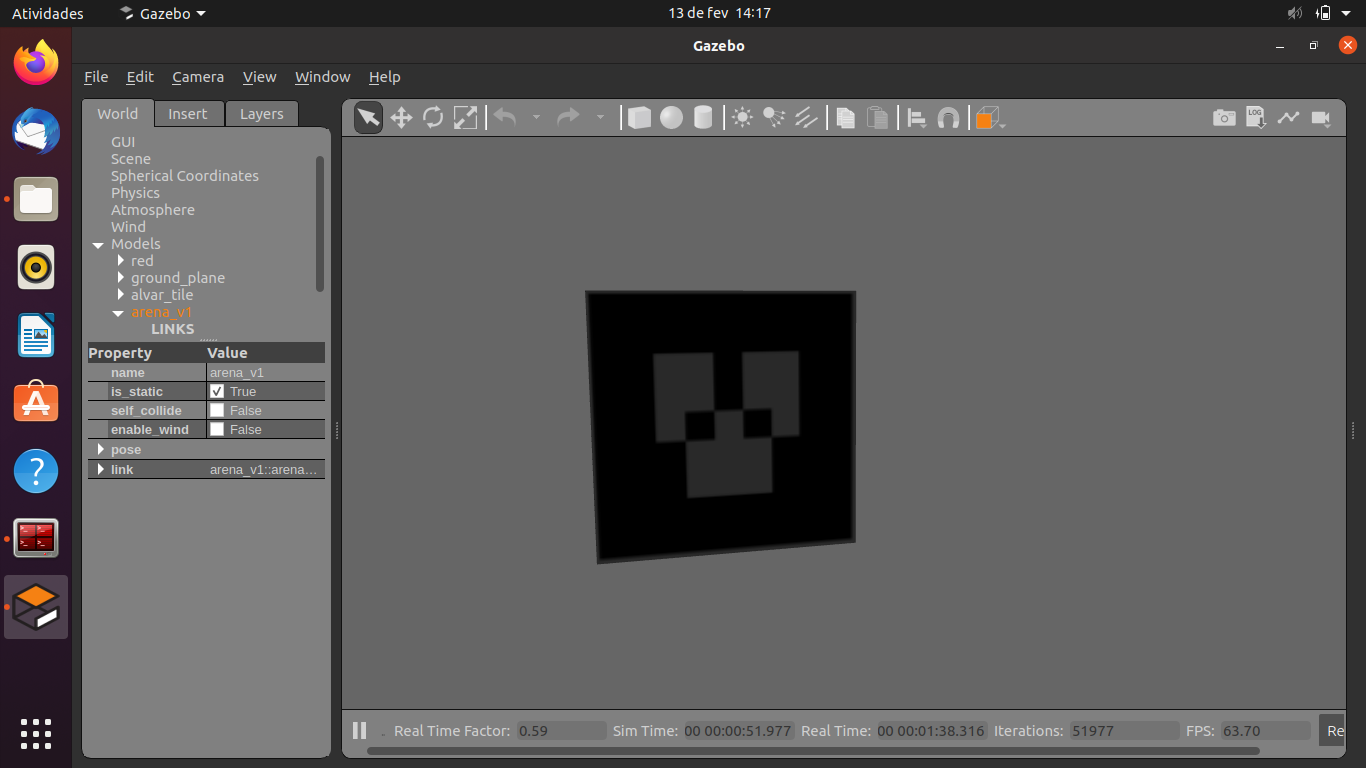 Atividades Gazebo 13 de fev 14:17
Gazebo
File Edit Camera View Window Help
World Insert Layers
GUI
Scene
Spherical Coordinates
Physics
Atmosphere
Wind
Models
red
ground_plane
alvar_tile
arena_v1
LINKS
Property Value
name arena_v1
is_static True
self_collide False
enable_wind False
pose
link arena_v1::arena…
LOG
Real Time Factor: 0.59 Sim Time: 00 00:00:51.977 Real Time: 00 00:01:38.316 Iterations: 51977 FPS: 63.70 Re